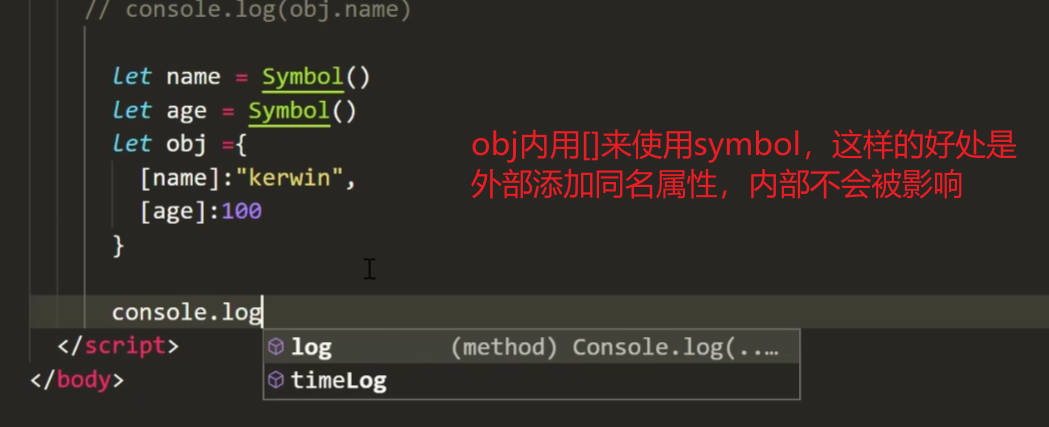 // console.log(obj.name)
let name = Symbol()
let age = Symbol()
let obj ={
[name]:"kerwin",
[age]:100
}
obj内用[]来使用symbol，这样的好处是
外部添加同名属性，内部不会被影响
console.log
</script>
log (method) Console.log(..…
</body>
timeLog